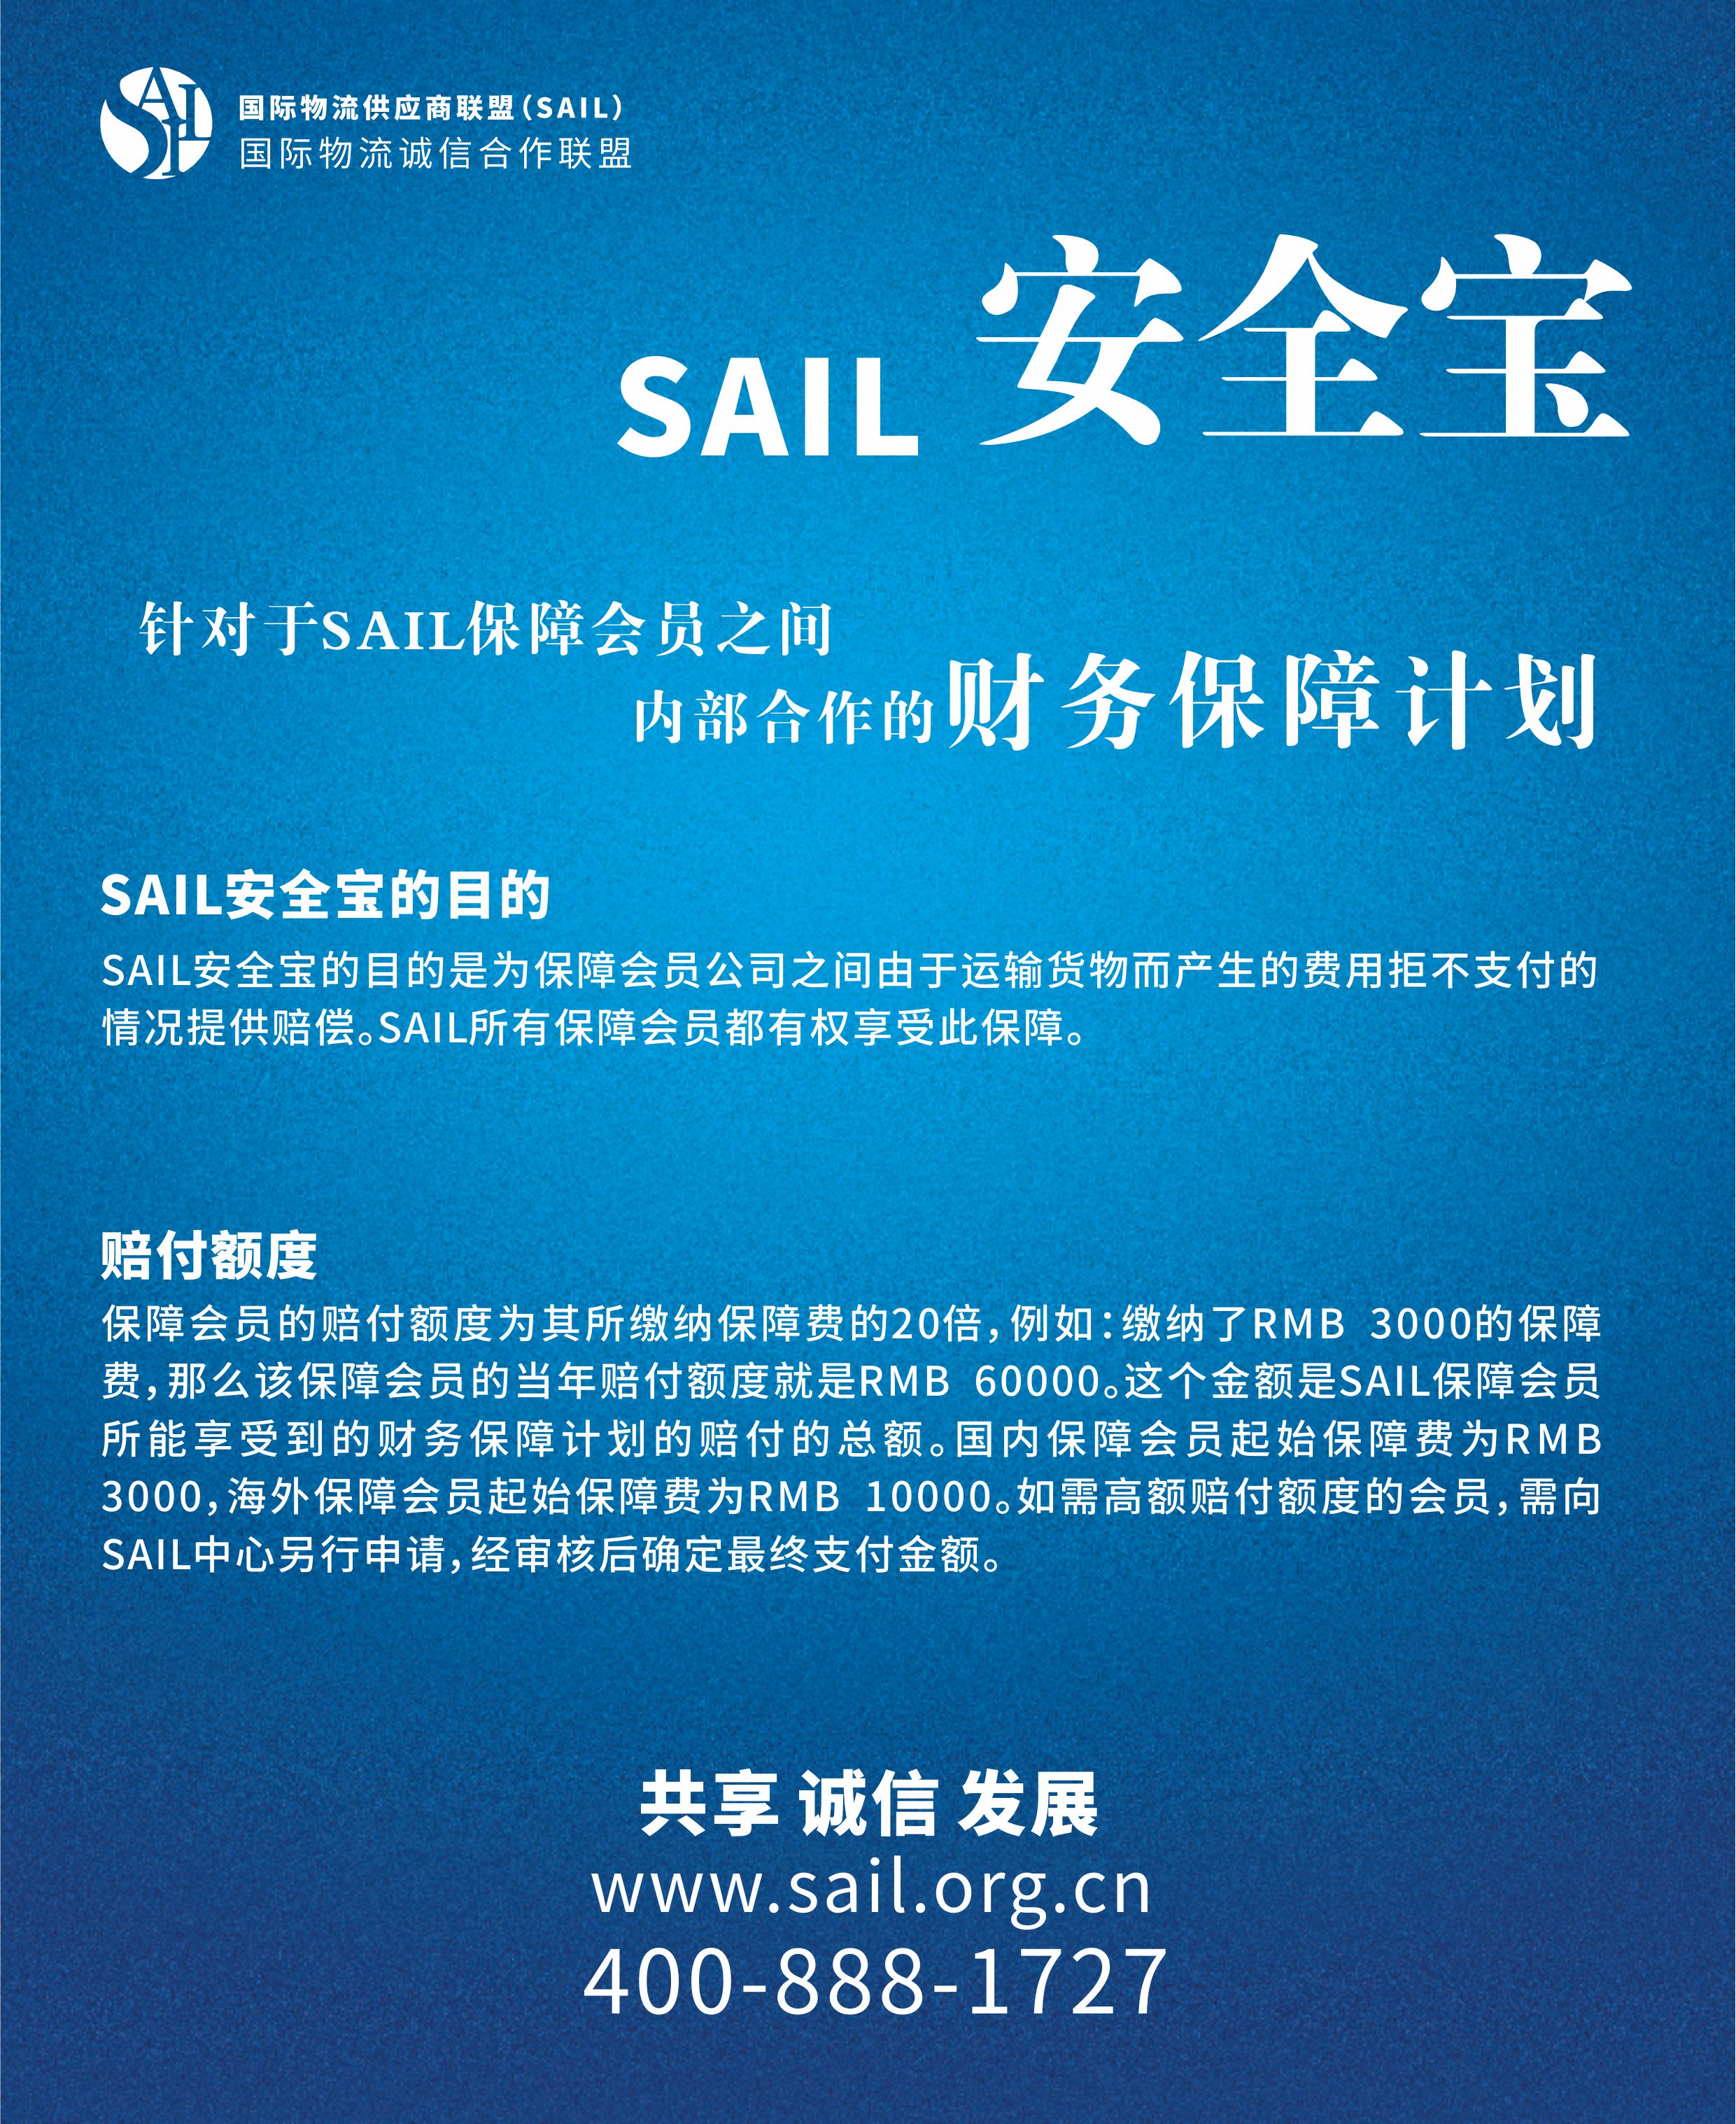 SAIL
国际物流供应商联盟(SAIL)
国际物流诚信合作联盟
SAIL 安全宝
针对于SAIL保障会员之间
内部合作的财务保障计划
SAIL安全宝的目的
SAIL安全宝的目的是为保障会员公司之间由于运输货物而产生的费用拒不支付的
情况提供赔偿。SAIL所有保障会员都有权享受此保障。
赔付额度
保障会员的赔付额度为其所缴纳保障费的20倍，例如：缴纳了RMB 3000的保障
费，那么该保障会员的当年赔付额度就是RMB 60000。这个金额是SAIL保障会员
所能享受到的财务保障计划的赔付的总额。国内保障会员起始保障费为RMB
3000，海外保障会员起始保障费为RMB 10000。如需高额赔付额度的会员，需向
SAIL中心另行申请，经审核后确定最终支付金额。
共享 诚信 发展
www.sail.org.cn
400-888-1727